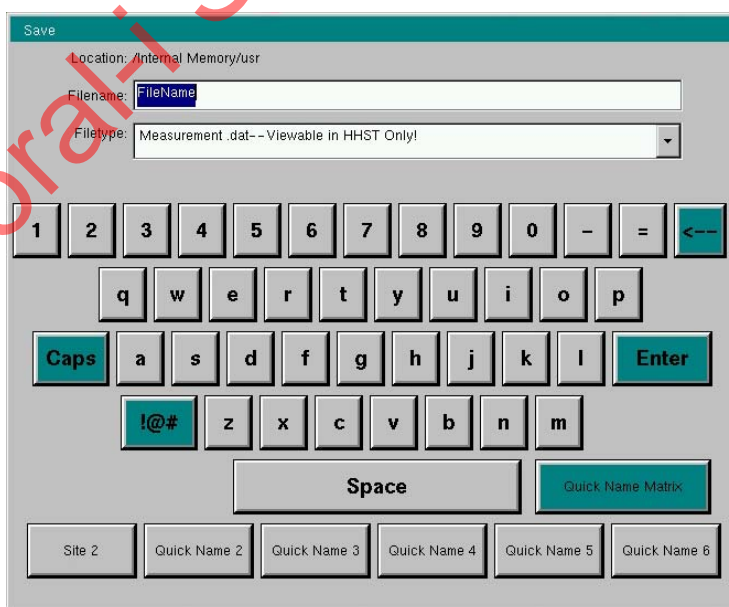 Save
Location: /Internal Memory/usr
Filename: FileName
Filetype: Measurement .dat--Viewable in HHST Only!
1 2 3 4 5 6 7 8 9 0 - = <--
q w e r t y u i o p
Caps a s d f g h j k l Enter
!@# z x c v b n m
Space Quick Name Matrix
Site 2 Quick Name 2 Quick Name 3 Quick Name 4 Quick Name 5 Quick Name 6